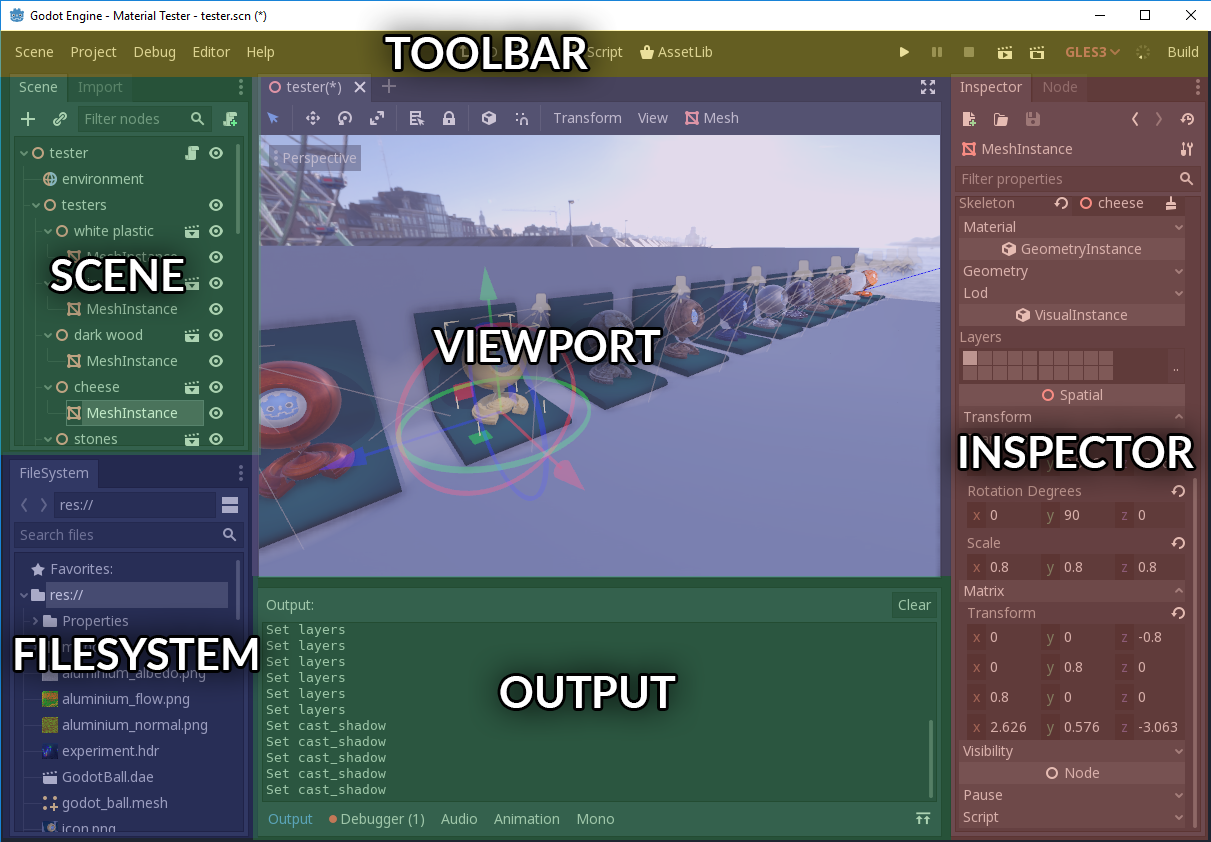 Godot Engine - Material Tester - tester.scn (*)
Scene Project Debug Editor Help
TOOLBAR
Script AssetLib
GLES3 Build
Scene Import
Filter nodes
tester
environment
testers
white plastic
MeshInstance
SCENE
MeshInstance
dark wood
MeshInstance
cheese
MeshInstance
stones
FileSystem
res://
Search files
Favorites:
res://
Properties
FILESYSTEM
aluminium_albedo.png
aluminium_flow.png
aluminium_normal.png
experiment.hdr
GodotBall.dae
godot_ball.mesh
icon.png
tester(*)
Transform View Mesh
Perspective
VIEWPORT
Output:
Clear
Set layers
Set layers
Set layers
Set layers
Set layers
Set layers
Set cast_shadow
Set cast_shadow
Set cast_shadow
Set cast_shadow
Set cast_shadow
OUTPUT
Output Debugger (1) Audio Animation Mono
Inspector Node
MeshInstance
Filter properties
Skeleton cheese
Material
GeometryInstance
Geometry
Lod
VisualInstance
Layers
..
Spatial
Transform
INSPECTOR
Rotation Degrees
x 0 y 90 z 0
Scale
x 0.8 y 0.8 z 0.8
Matrix
Transform
x 0 y 0 z -0.8
x 0 y 0.8 z 0
x 0.8 y 0 z 0
x 2.626 y 0.576 z -3.063
Visibility
Node
Pause
Script